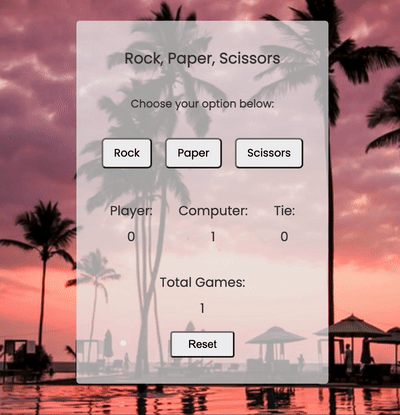 Rock, Paper, Scissors
Choose your option below:
Rock Paper Scissors
Player: Computer: Tie:
0 1 0
Total Games:
1
Reset